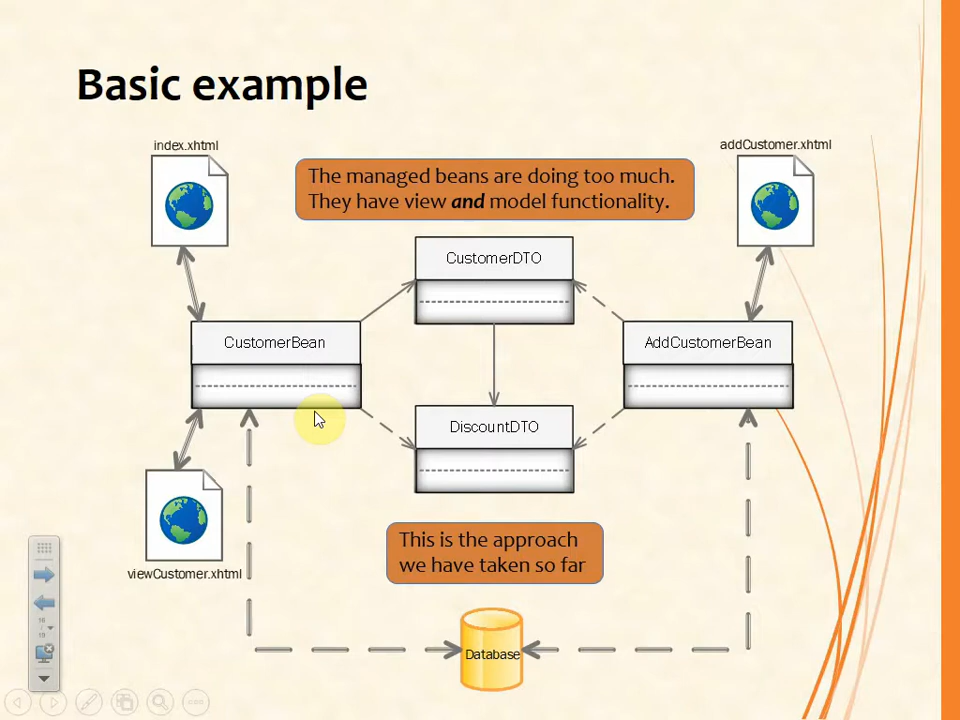 Basic example
index.xhtml
addCustomer.xhtml
The managed beans are doing too much.
They have view and model functionality.
CustomerDTO
CustomerBean
AddCustomerBean
DiscountDTO
This is the approach
we have taken so far
viewCustomer.xhtml
Database